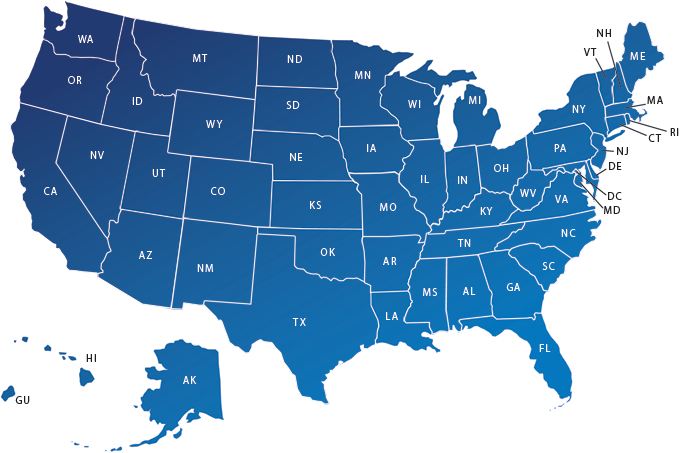 WA
MT
ND
MN
OR
ID
SD
WI
MI
NH
VT
ME
MA
NY
RI
CT
WY
NV
UT
NE
IA
PA
NJ
DE
CO
KS
MO
IL
IN
OH
WV
VA
DC
MD
KY
CA
AZ
NM
OK
AR
TN
NC
SC
TX
LA
MS
AL
GA
FL
HI
AK
GU